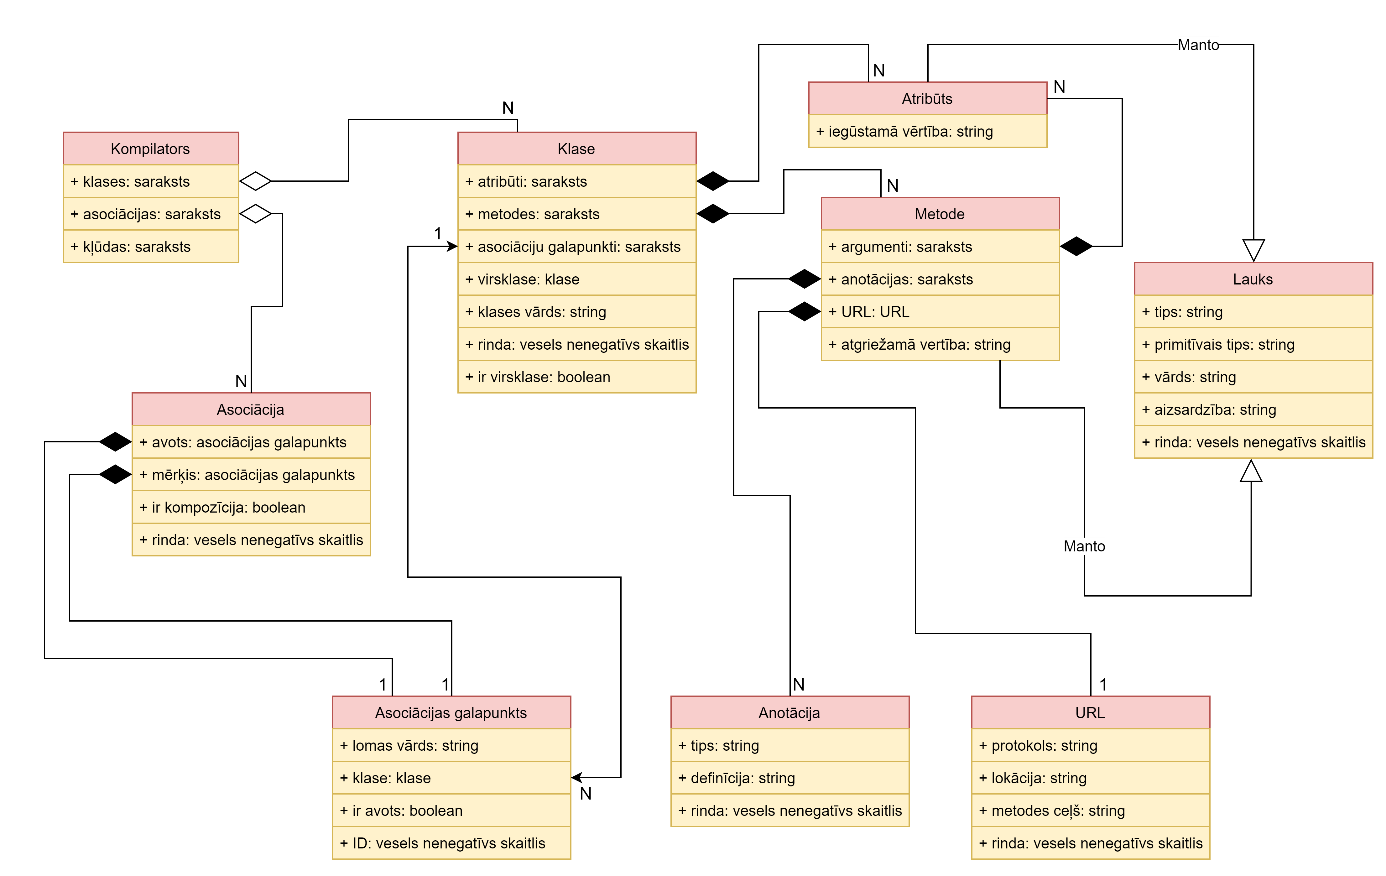 Manto
N
Atribūts
+ iegūstamā vērtība: string
N
N
Kompilators
+ klases: saraksts
+ asociācijas: saraksts
+ kļūdas: saraksts
Klase
+ atribūti: saraksts
+ metodes: saraksts
+ asociāciju galapunkti: saraksts
+ virsklase: klase
+ klases vārds: string
+ rinda: vesels nenegatīvs skaitlis
+ ir virsklase: boolean
1
N
Metode
+ argumenti: saraksts
+ anotācijas: saraksts
+ URL: URL
+ atgriežamā vertība: string
Lauks
+ tips: string
+ primitīvais tips: string
+ vārds: string
+ aizsardzība: string
+ rinda: vesels nenegatīvs skaitlis
N
Asociācija
+ avots: asociācijas galapunkts
+ mērķis: asociācijas galapunkts
+ ir kompozīcija: boolean
+ rinda: vesels nenegatīvs skaitlis
Manto
1
1
Asociācijas galapunkts
+ lomas vārds: string
+ klase: klase
+ ir avots: boolean
+ ID: vesels nenegatīvs skaitlis
N
N
Anotācija
+ tips: string
+ definīcija: string
+ rinda: vesels nenegatīvs skaitlis
1
URL
+ protokols: string
+ lokācija: string
+ metodes ceļš: string
+ rinda: vesels nenegatīvs skaitlis